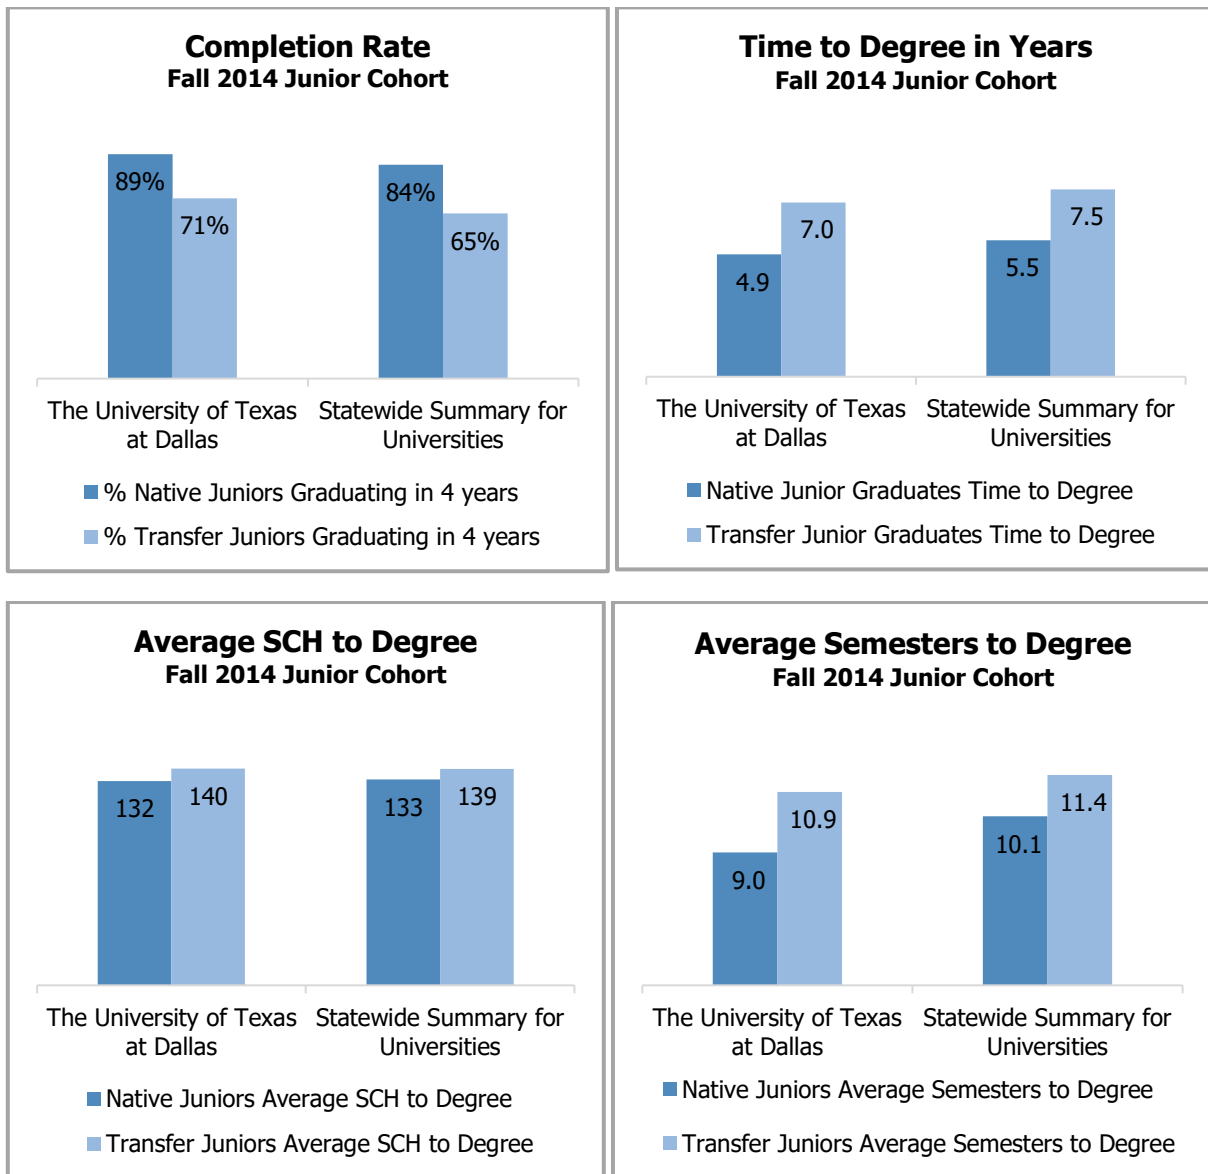 Completion Rate
Fall 2014 Junior Cohort
89%
71%
84%
65%
The University of Texas
at Dallas
Statewide Summary for
Universities
% Native Juniors Graduating in 4 years
% Transfer Juniors Graduating in 4 years
Time to Degree in Years
Fall 2014 Junior Cohort
4.9
7.0
5.5
7.5
The University of Texas
at Dallas
Statewide Summary for
Universities
Native Junior Graduates Time to Degree
Transfer Junior Graduates Time to Degree
Average SCH to Degree
Fall 2014 Junior Cohort
132
140
133
139
The University of Texas
at Dallas
Statewide Summary for
Universities
Native Juniors Average SCH to Degree
Transfer Juniors Average SCH to Degree
Average Semesters to Degree
Fall 2014 Junior Cohort
9.0
10.9
10.1
11.4
The University of Texas
at Dallas
Statewide Summary for
Universities
Native Juniors Average Semesters to Degree
Transfer Juniors Average Semesters to Degree